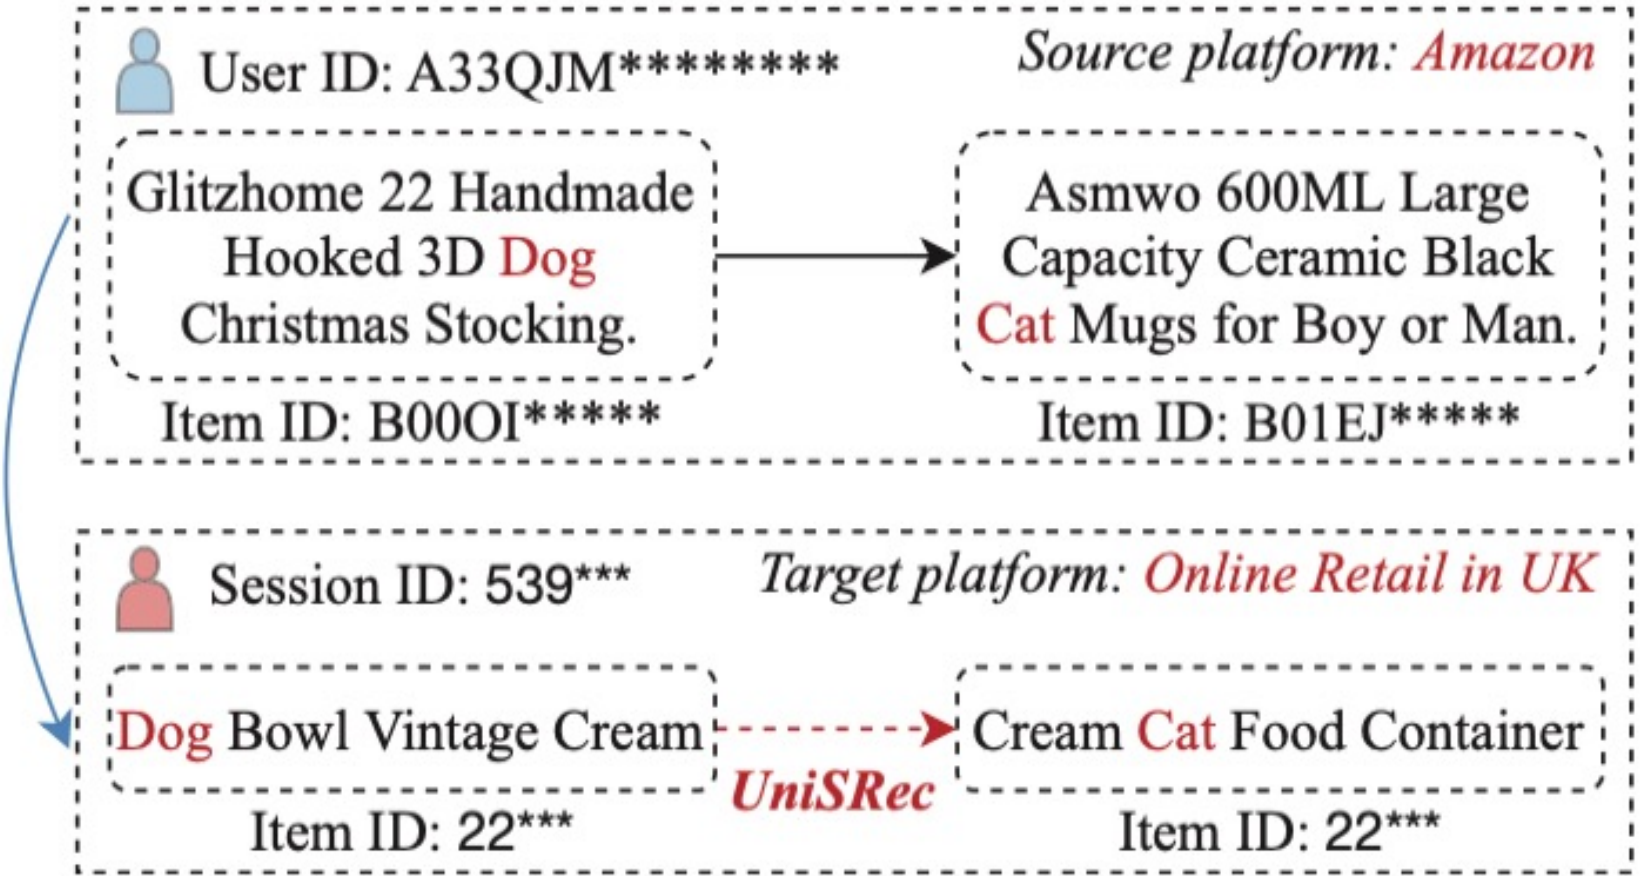 User ID: A33QJM********
Source platform: Amazon
Glitzhome 22 Handmade
Hooked 3D Dog
Christmas Stocking.
Item ID: B00OI*****
Asmwo 600ML Large
Capacity Ceramic Black
Cat Mugs for Boy or Man.
Item ID: B01EJ*****
Session ID: 539***
Target platform: Online Retail in UK
Dog Bowl Vintage Cream
Item ID: 22***
UniSRec
Cream Cat Food Container
Item ID: 22***